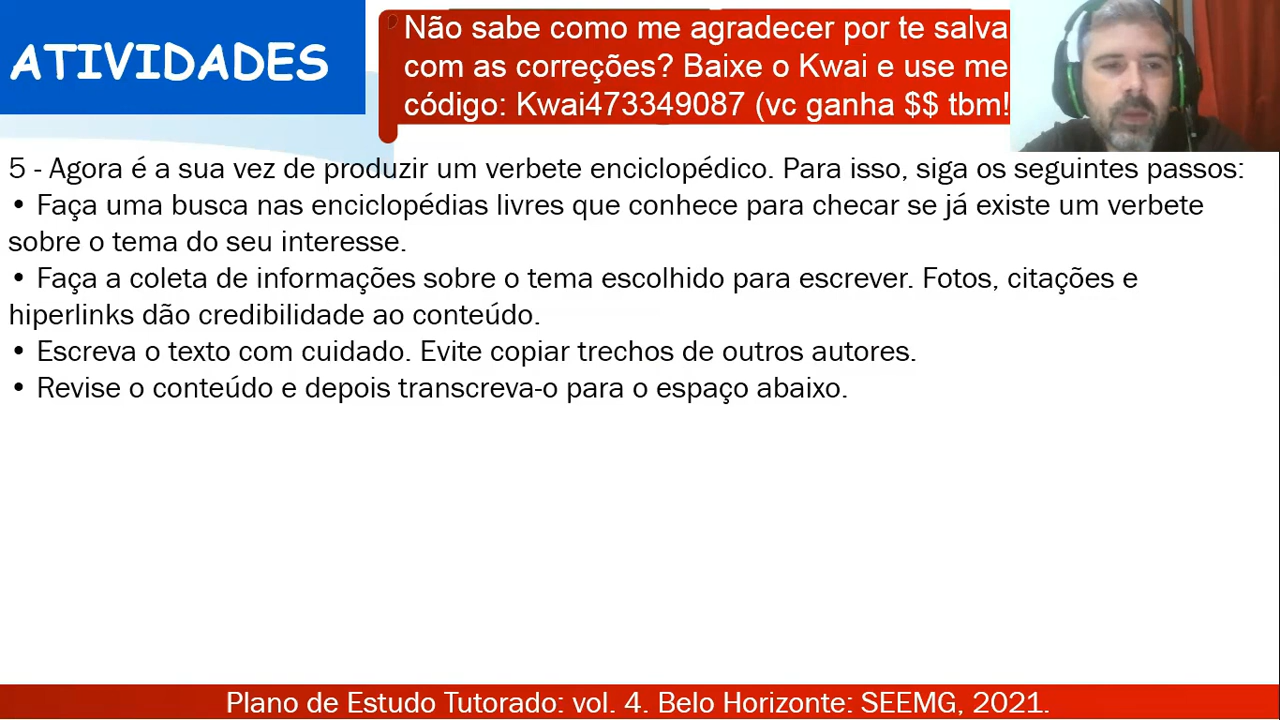 ATIVIDADES
Não sabe como me agradecer por te salva
com as correções? Baixe o Kwai e use me
código: Kwai473349087 (vc ganha $$ tbm!
5 - Agora é a sua vez de produzir um verbete enciclopédico. Para isso, siga os seguintes passos:
• Faça uma busca nas enciclopédias livres que conhece para checar se já existe um verbete
sobre o tema do seu interesse.
• Faça a coleta de informações sobre o tema escolhido para escrever. Fotos, citações e
hiperlinks dão credibilidade ao conteúdo.
• Escreva o texto com cuidado. Evite copiar trechos de outros autores.
• Revise o conteúdo e depois transcreva-o para o espaço abaixo.
Plano de Estudo Tutorado: vol. 4. Belo Horizonte: SEEMG, 2021.